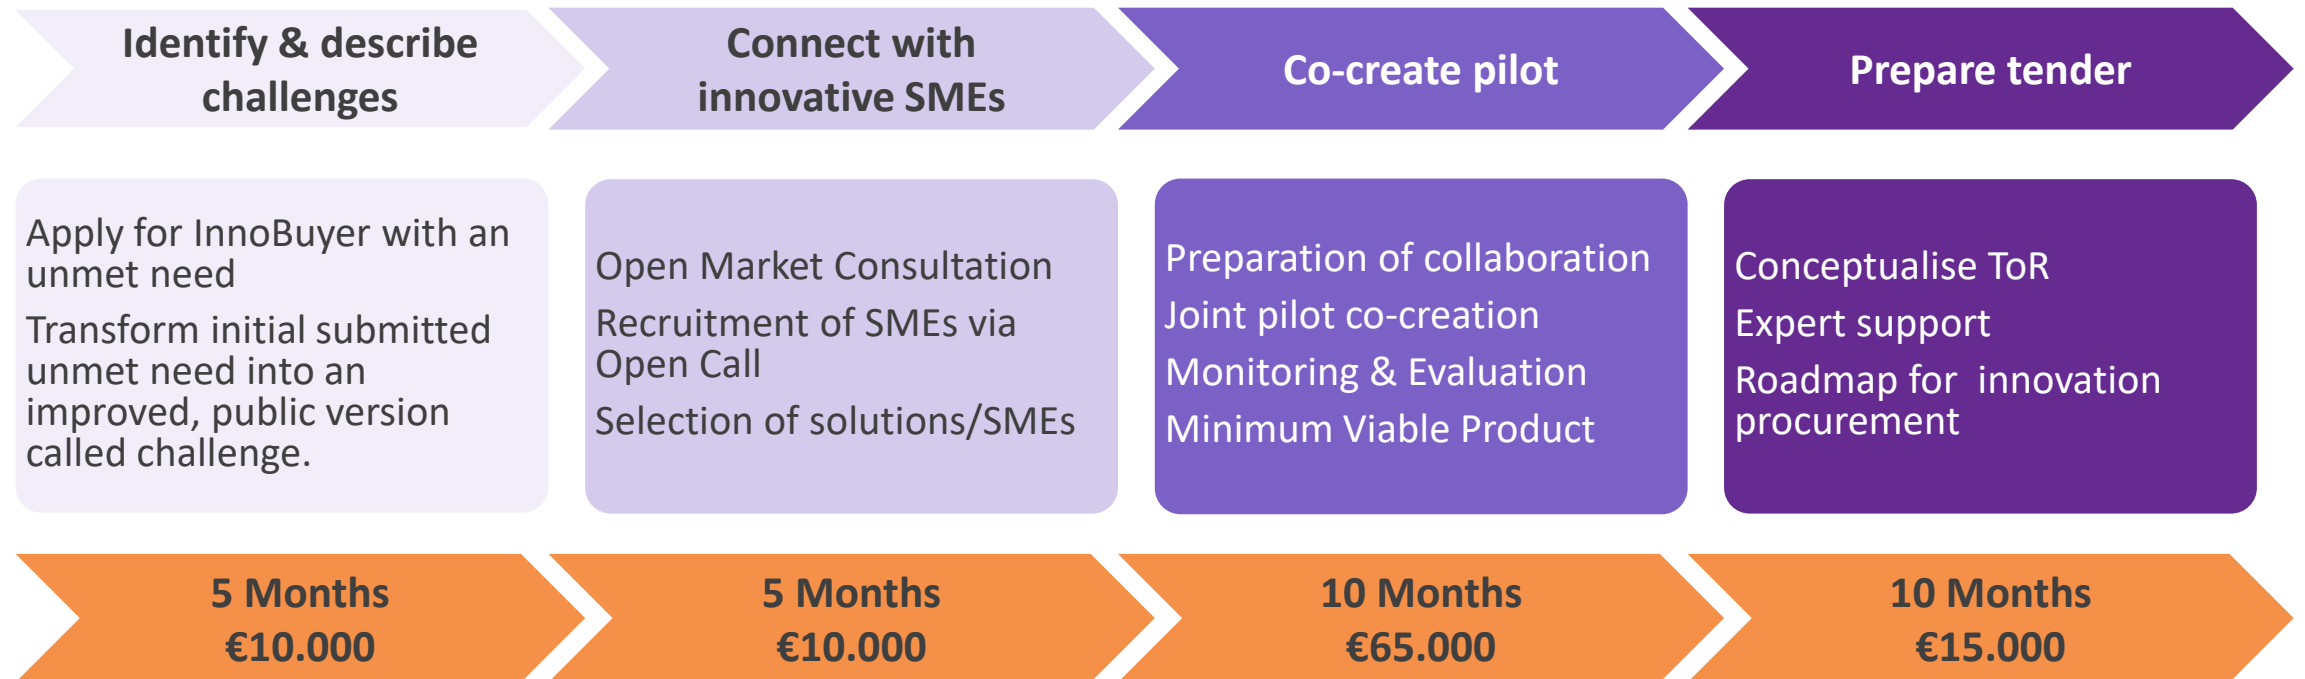 Identify & describe
challenges
Connect with
innovative SMEs
Co-create pilot
Prepare tender
Apply for InnoBuyer with an
unmet need
Transform initial submitted
unmet need into an
improved, public version
called challenge.
Open Market Consultation
Recruitment of SMEs via
Open Call
Selection of solutions/SMEs
Preparation of collaboration
Joint pilot co-creation
Monitoring & Evaluation
Minimum Viable Product
Conceptualise ToR
Expert support
Roadmap for  innovation
procurement
5 Months
€10.000
5 Months
€10.000
10 Months
€65.000
10 Months
€15.000